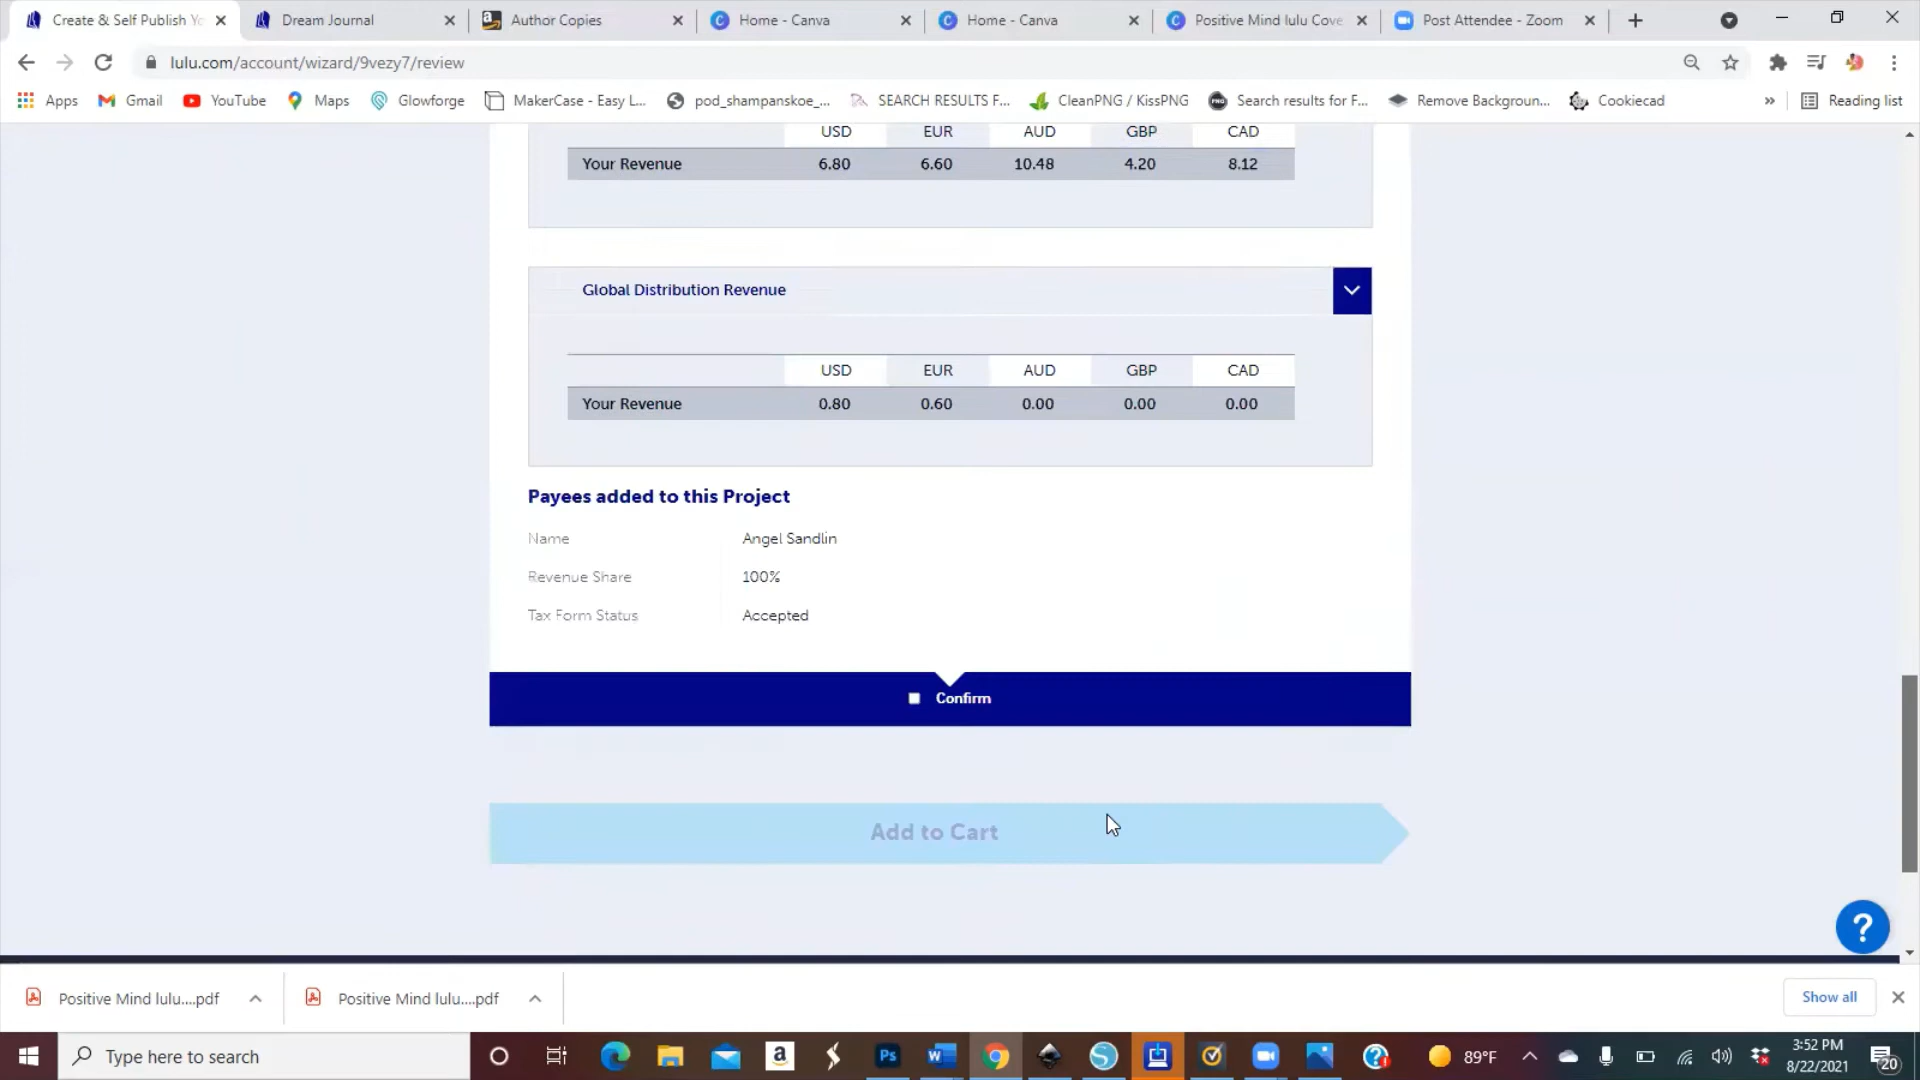 Create & Self Publish Yo
Dream Journal
Author Copies
Home - Canva
Home - Canva
Positive Mind lulu Cove
Post Attendee - Zoom
lulu.com/account/wizard/9vezy7/review
Apps
Gmail
YouTube
Maps
Glowforge
MakerCase - Easy L...
pod_shampanskoe_...
SEARCH RESULTS F...
CleanPNG / KissPNG
Search results for F...
Remove Backgroun...
Cookiecad
»
Reading list
USD EUR AUD GBP CAD
Your Revenue 6.80 6.60 10.48 4.20 8.12
Global Distribution Revenue
USD EUR AUD GBP CAD
Your Revenue 0.80 0.60 0.00 0.00 0.00
Payees added to this Project
Name Angel Sandlin
Revenue Share 100%
Tax Form Status Accepted
Confirm
Add to Cart
?
Positive Mind lulu....pdf
Positive Mind lulu....pdf
Show all
Type here to search
Ps
89°F
3:52 PM
8/22/2021
20